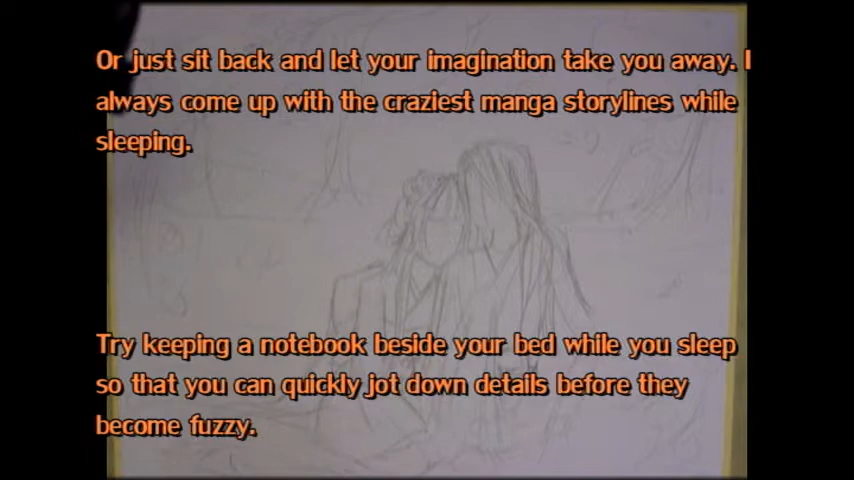 Or just sit back and let your imagination take you away. I
always come up with the craziest manga storylines while
sleeping.
Try keeping a notebook beside your bed while you sleep
so that you can quickly jot down details before they
become fuzzy.